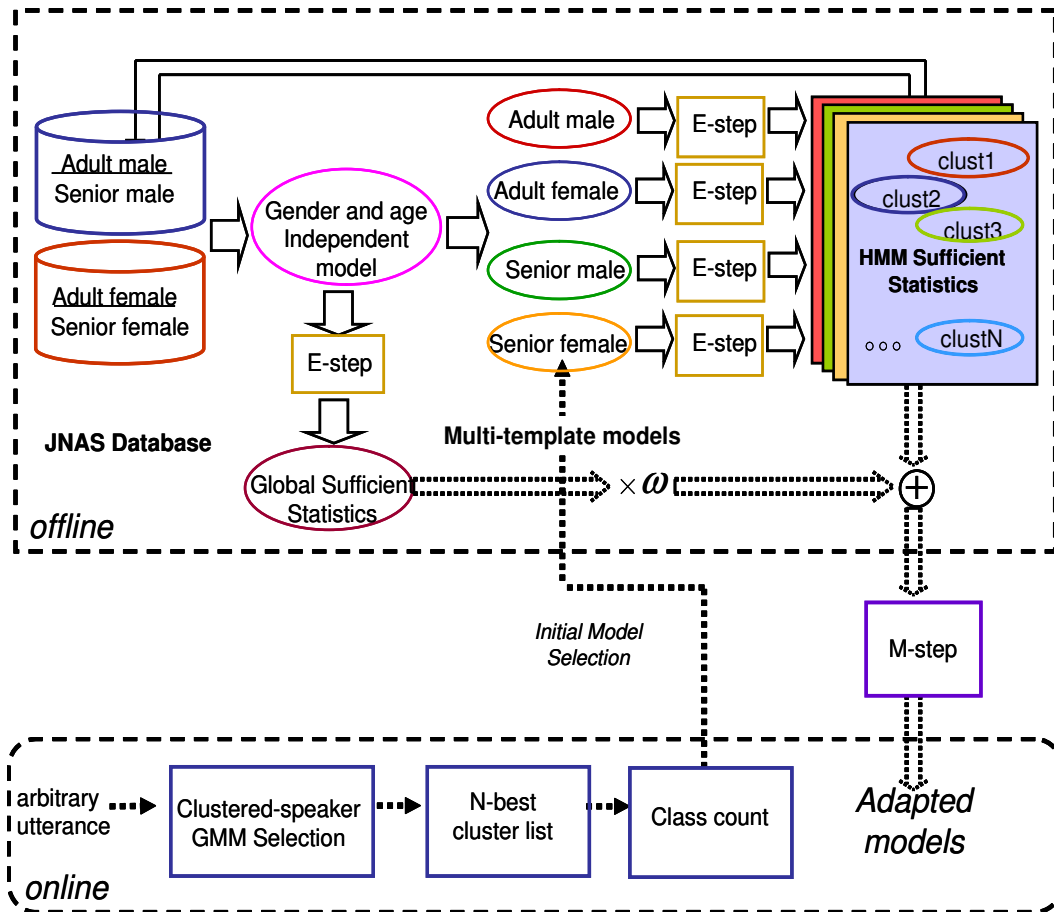 Adult male
Senior male
Adult female
Senior female
JNAS Database
offline
Gender and age
Independent
model
E-step
Global Sufficient
Statistics
Adult male
Adult female
Senior male
Senior female
Multi-template models
E-step
E-step
E-step
E-step
clust1
clust2
clust3
HMM Sufficient
Statistics
clustN
× ω
+
Initial Model
Selection
M-step
arbitrary
utterance
Clustered-speaker
GMM Selection
N-best
cluster list
Class count
Adapted
models
online